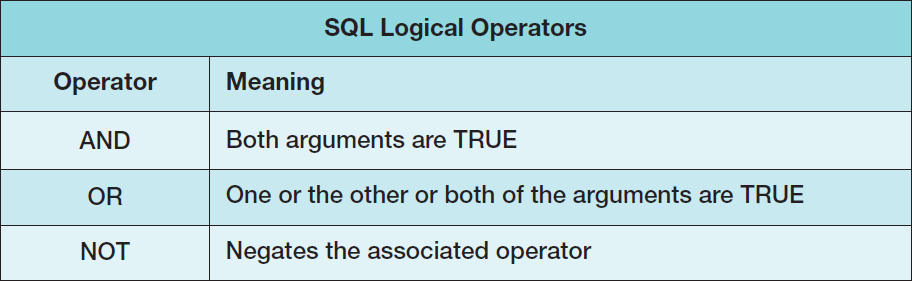 SQL Logical Operators
Operator Meaning
AND Both arguments are TRUE
OR One or the other or both of the arguments are TRUE
NOT Negates the associated operator